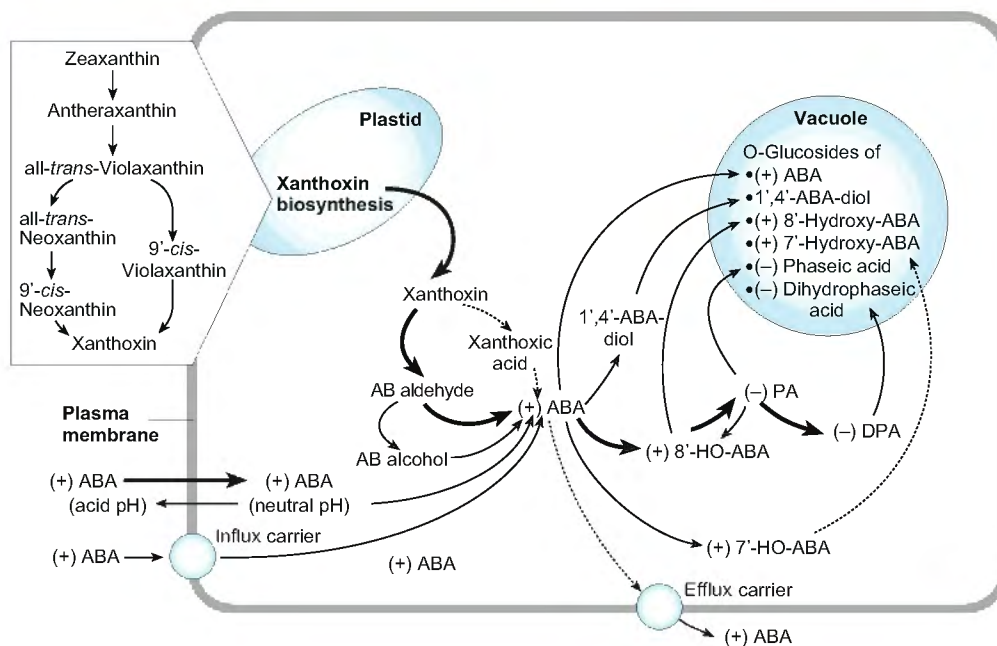 Zeaxanthin
Antheraxanthin
all-trans-Violaxanthin
all-trans-
Neoxanthin
9'-cis-
Violaxanthin
9'-cis-
Neoxanthin
Xanthoxin
Plastid
Xanthoxin
biosynthesis
Vacuole
O-Glucosides of
•(+) ABA
•1',4'-ABA-diol
•(+) 8'-Hydroxy-ABA
•(+) 7'-Hydroxy-ABA
•(–) Phaseic acid
•(–) Dihydrophaseic
acid
Xanthoxin
Xanthoxic
acid
1',4'-ABA-
diol
AB aldehyde
(+) ABA
AB alcohol
(–) PA
(+) 8'-HO-ABA
(–) DPA
Plasma
membrane
(+) ABA
(acid pH)
(+) ABA
(neutral pH)
Influx carrier
(+) ABA
(+) ABA
(+) 7'-HO-ABA
Efflux carrier
(+) ABA